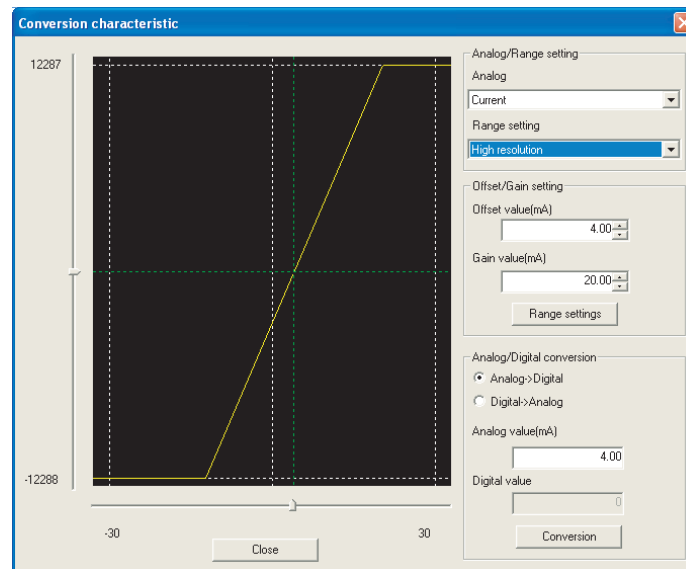 Conversion characteristic
12287
-12288
-30
30
Close
Analog/Range setting
Analog
Current
Range setting
High resolution
Offset/Gain setting
Offset value(mA)
4.00
Gain value(mA)
20.00
Range settings
Analog/Digital conversion
Analog->Digital
Digital->Analog
Analog value(mA)
4.00
Digital value
0
Conversion